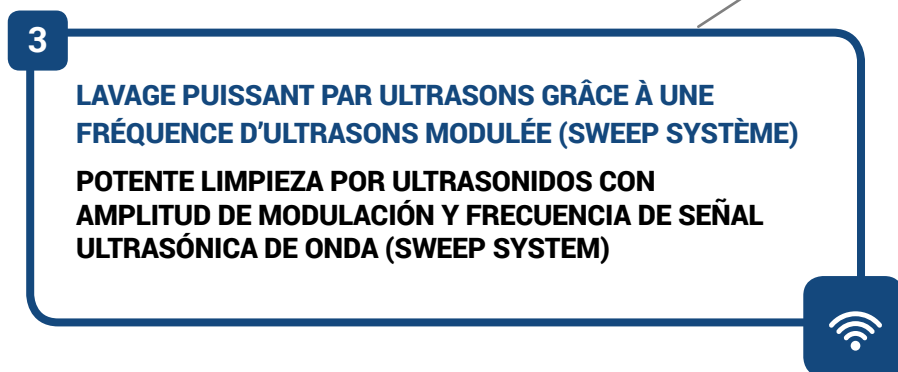 3
LAVAGE PUISSANT PAR ULTRASONS GRÂCE À UNE
FRÉQUENCE D'ULTRASONS MODULÉE (SWEEP SYSTÈME)
POTENTE LIMPIEZA POR ULTRASONIDOS CON
AMPLITUD DE MODULACIÓN Y FRECUENCIA DE SEÑAL
ULTRASÓNICA DE ONDA (SWEEP SYSTEM)